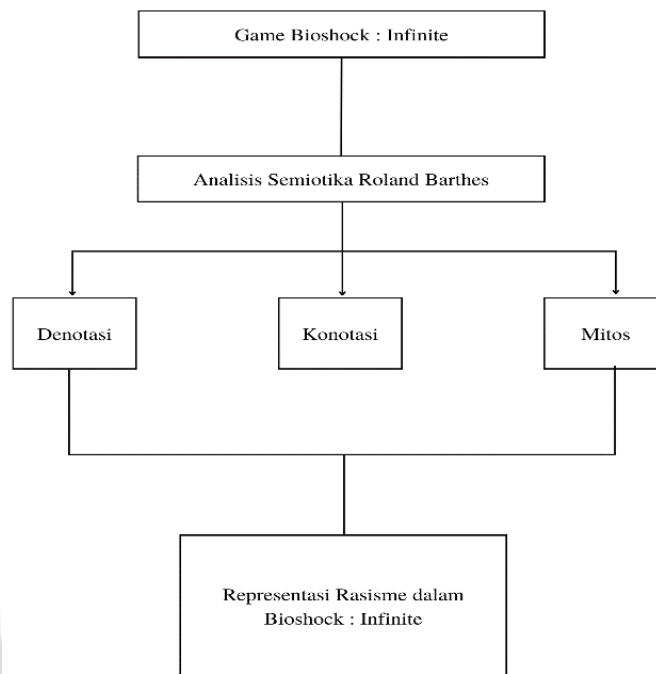 Game Bioshock : Infinite
Analisis Semiotika Roland Barthes
Denotasi
Konotasi
Mitos
Representasi Rasisme dalam
Bioshock : Infinite